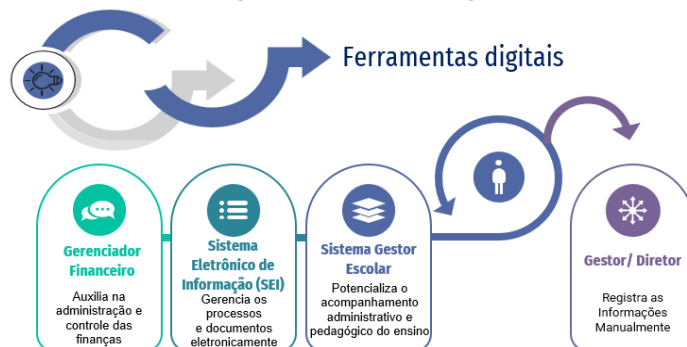 Ferramentas digitais
Gerenciador
Financeiro
Auxilia na
administração e
controle das
finanças
Sistema
Eletrônico de
Informação (SEI)
Gerencia os
processos
e documentos
eletronicamente
Sistema Gestor
Escolar
Potencializa o
acompanhamento
administrativo e
pedagógico do ensino
Gestor/ Diretor
Registra as
Informações
Manualmente